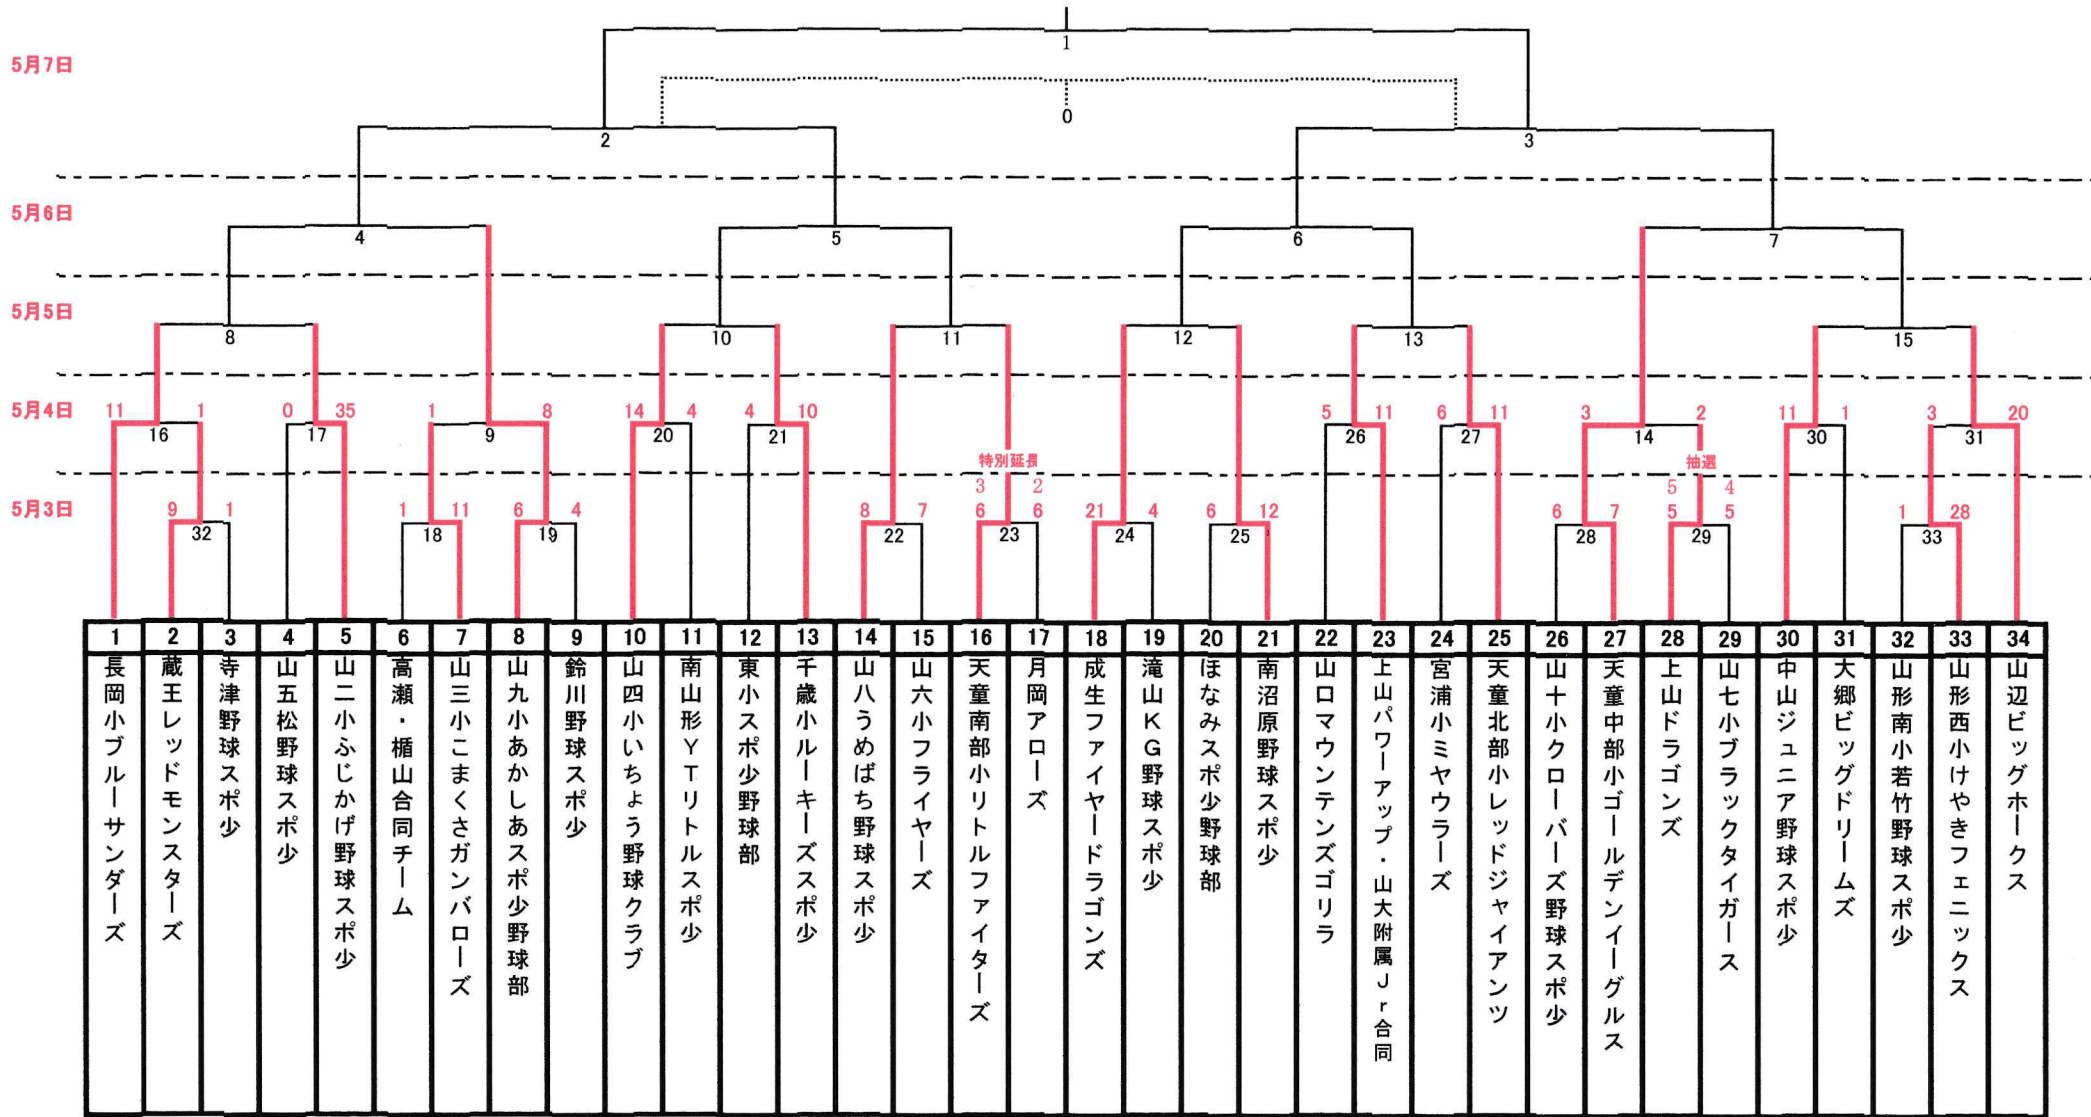 1
5月7日
0
2
3
5月6日
4
5
6
7
5月5日
8
10
11
12
13
15
5月4日
11 1 0 35 1 8 14 4 4 10 5 11 6 11 3 2 11 1 3 20
16 17 9 20 21 26 27 14 30 31
特別延長
抽選
3 2 5 4
5月3日
9 1 1 11 6 4 8 7 6 6 21 4 6 12 6 7 5 5 1 28
32 18 19 22 23 24 25 28 29 33
1 2 3 4 5 6 7 8 9 10 11 12 13 14 15 16 17 18 19 20 21 22 23 24 25 26 27 28 29 30 31 32 33 34
長岡小ブルーサンダーズ
蔵王レッドモンスターズ
寺津野球スポ少
山五松野球スポ少
山二小ふじかげ野球スポ少
高瀬・楯山合同チーム
山三小こまくさガンバローズ
山九小あかしあスポ少野球部
鈴川野球スポ少
山四小いちょう野球クラブ
南山形YTリトルスポ少
東小スポ少野球部
千歳小ルーキーズスポ少
山八うめばち野球スポ少
山六小フライヤーズ
天童南部小リトルファイターズ
月岡アローズ
成生ファイヤードラゴンズ
滝山KG野球スポ少
ほなみスポ少野球部
南沼原野球スポ少
山口マウンテンズゴリラ
上山パワーアップ・山大附属Jr合同
宮浦小ミヤウラーズ
天童北部小レッドジャイアンツ
山十小クローバーズ野球スポ少
天童中部小ゴールデンイーグルス
上山ドラゴンズ
山七小ブラックタイガース
中山ジュニア野球スポ少
大郷ビッグドリームズ
山形南小若竹野球スポ少
山形西小けやきフェニックス
山辺ビッグホークス